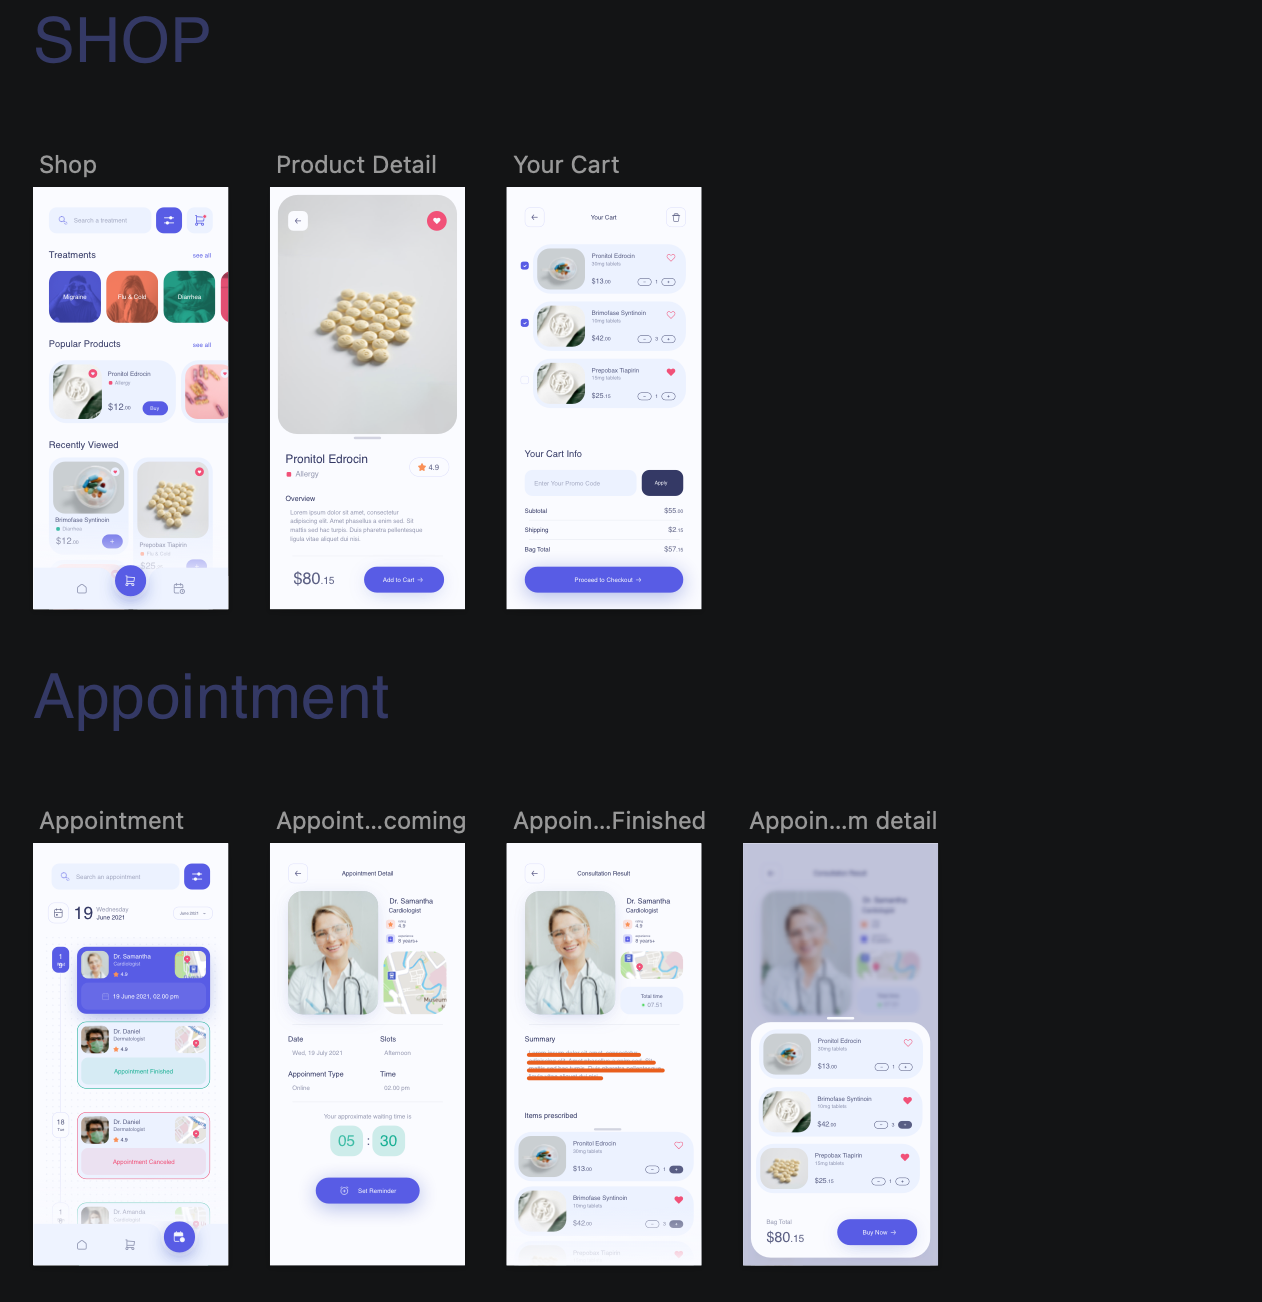 SHOP
Shop
Product Detail
Your Cart
Search a treatment
Treatments
see all
Migraine
Flu & Cold
Diarrhea
Popular Products
see all
Pronitol Edrocin
Allergy
$12.00
Buy
Recently Viewed
Brimofase Syntinoin
Diarrhea
$12.00
Prepobax Tiapirin
Flu & Cold
$25.15
Pronitol Edrocin
Allergy
4.9
Overview
Lorem ipsum dolor sit amet, consectetur
adipiscing elit. Amet phasellus a enim sed. Sit
mattis sed hac turpis. Duis pharetra pellentesque
ligula vitae aliquet dui nisi.
$80.15
Add to Cart →
Your Cart
Pronitol Edrocin
30mg tablets
$13.00
- 1 +
Brimofase Syntinoin
10mg tablets
$42.00
- 3 +
Prepobax Tiapirin
15mg tablets
$25.15
- 1 +
Your Cart Info
Enter Your Promo Code
Apply
Subtotal
$55.00
Shipping
$2.15
Bag Total
$57.15
Proceed to Checkout →
Appointment
Appointment
Appoint...coming
Appoin...Finished
Appoin...m detail
Search an appointment
19
Wednesday
June 2021
June 2021
Dr. Samantha
Cardiologist
4.9
19 June 2021, 02.00 pm
Dr. Daniel
Dermatologist
4.9
Appointment Finished
18
Tue
Dr. Daniel
Dermatologist
4.9
Appointment Canceled
Dr. Amanda
Cardiologist
Appointment Detail
Dr. Samantha
Cardiologist
4.9
8 years+
Date
Slots
Wed, 19 July 2021
Afternoon
Appoinment Type
Time
Online
02.00 pm
Your approximate waiting time is
05 : 30
Set Reminder
Consultation Result
Dr. Samantha
Cardiologist
4.9
8 years+
Total time
07.51
Summary
Items prescribed
Pronitol Edrocin
30mg tablets
$13.00
- 1 +
Brimofase Syntinoin
10mg tablets
$42.00
- 3 +
Prepobax Tiapirin
Consultation Result
Pronitol Edrocin
30mg tablets
$13.00
- 1 +
Brimofase Syntinoin
10mg tablets
$42.00
- 3 +
Prepobax Tiapirin
15mg tablets
$25.15
- 1 +
Bag Total
$80.15
Buy Now →